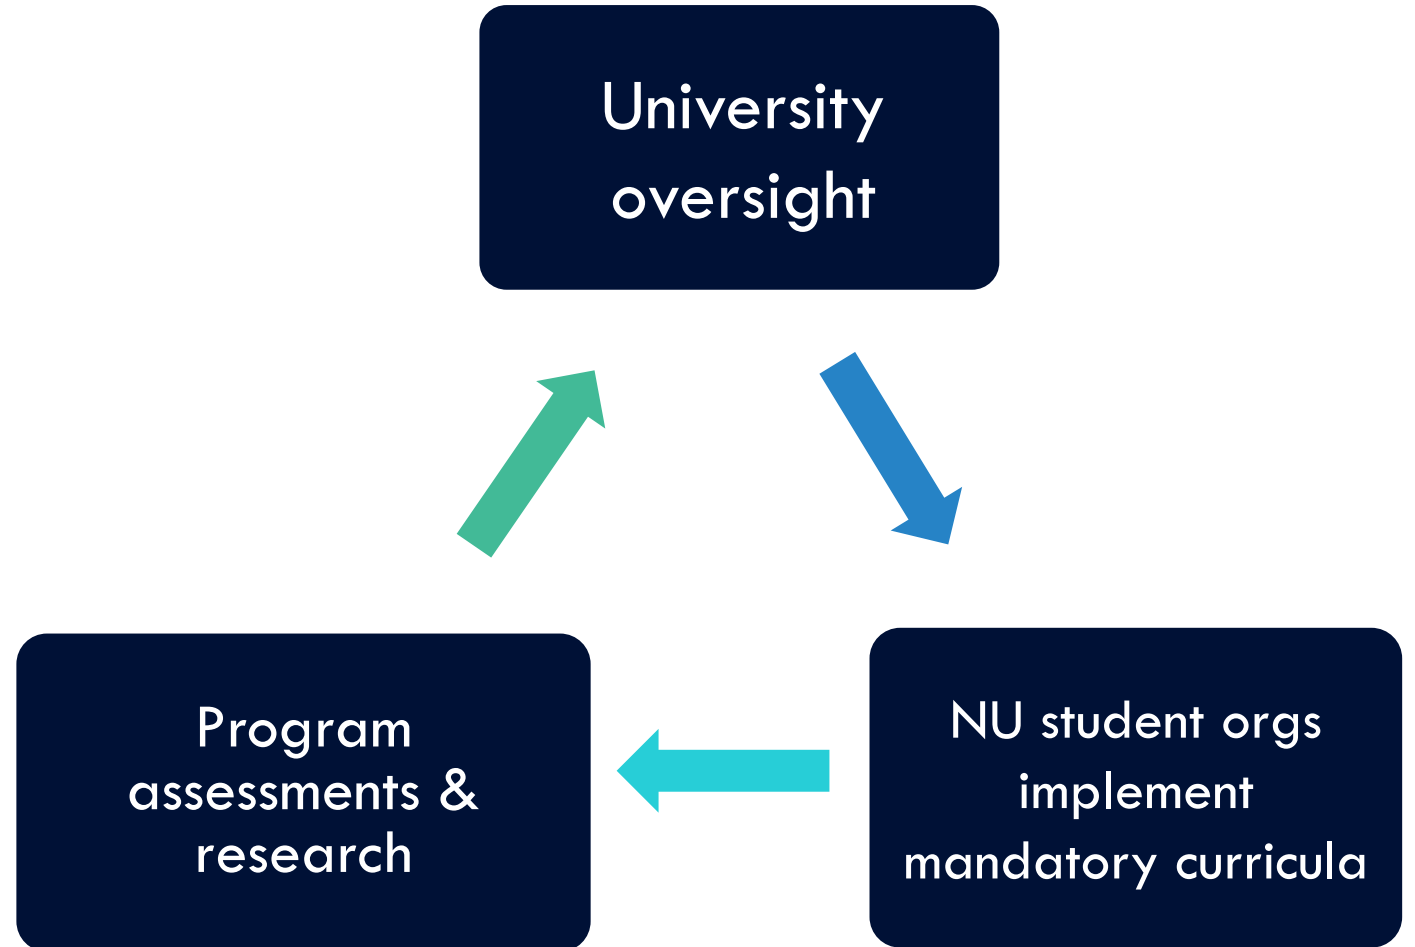 University
oversight
Program
assessments &
research
NU student orgs
implement
mandatory curricula